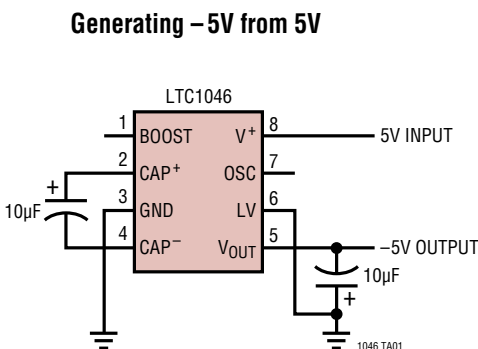 Generating –5V from 5V
LTC1046
1 BOOST V+ 8 5V INPUT
2 CAP+ OSC 7
+
10µF
3 GND LV 6
4 CAP– VOUT 5 –5V OUTPUT
10µF
+
1046 TA01